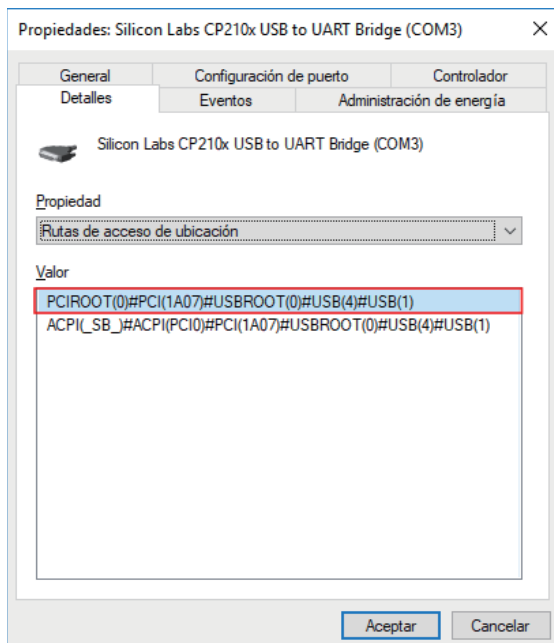 Propiedades: Silicon Labs CP210x USB to UART Bridge (COM3)
General Configuración de puerto Controlador
Detalles Eventos Administración de energía
Silicon Labs CP210x USB to UART Bridge (COM3)
Propiedad
Rutas de acceso de ubicación
Valor
PCIROOT(0)#PCI(1A07)#USBROOT(0)#USB(4)#USB(1)
ACPI(_SB_)#ACPI(PCI0)#PCI(1A07)#USBROOT(0)#USB(4)#USB(1)
Aceptar Cancelar